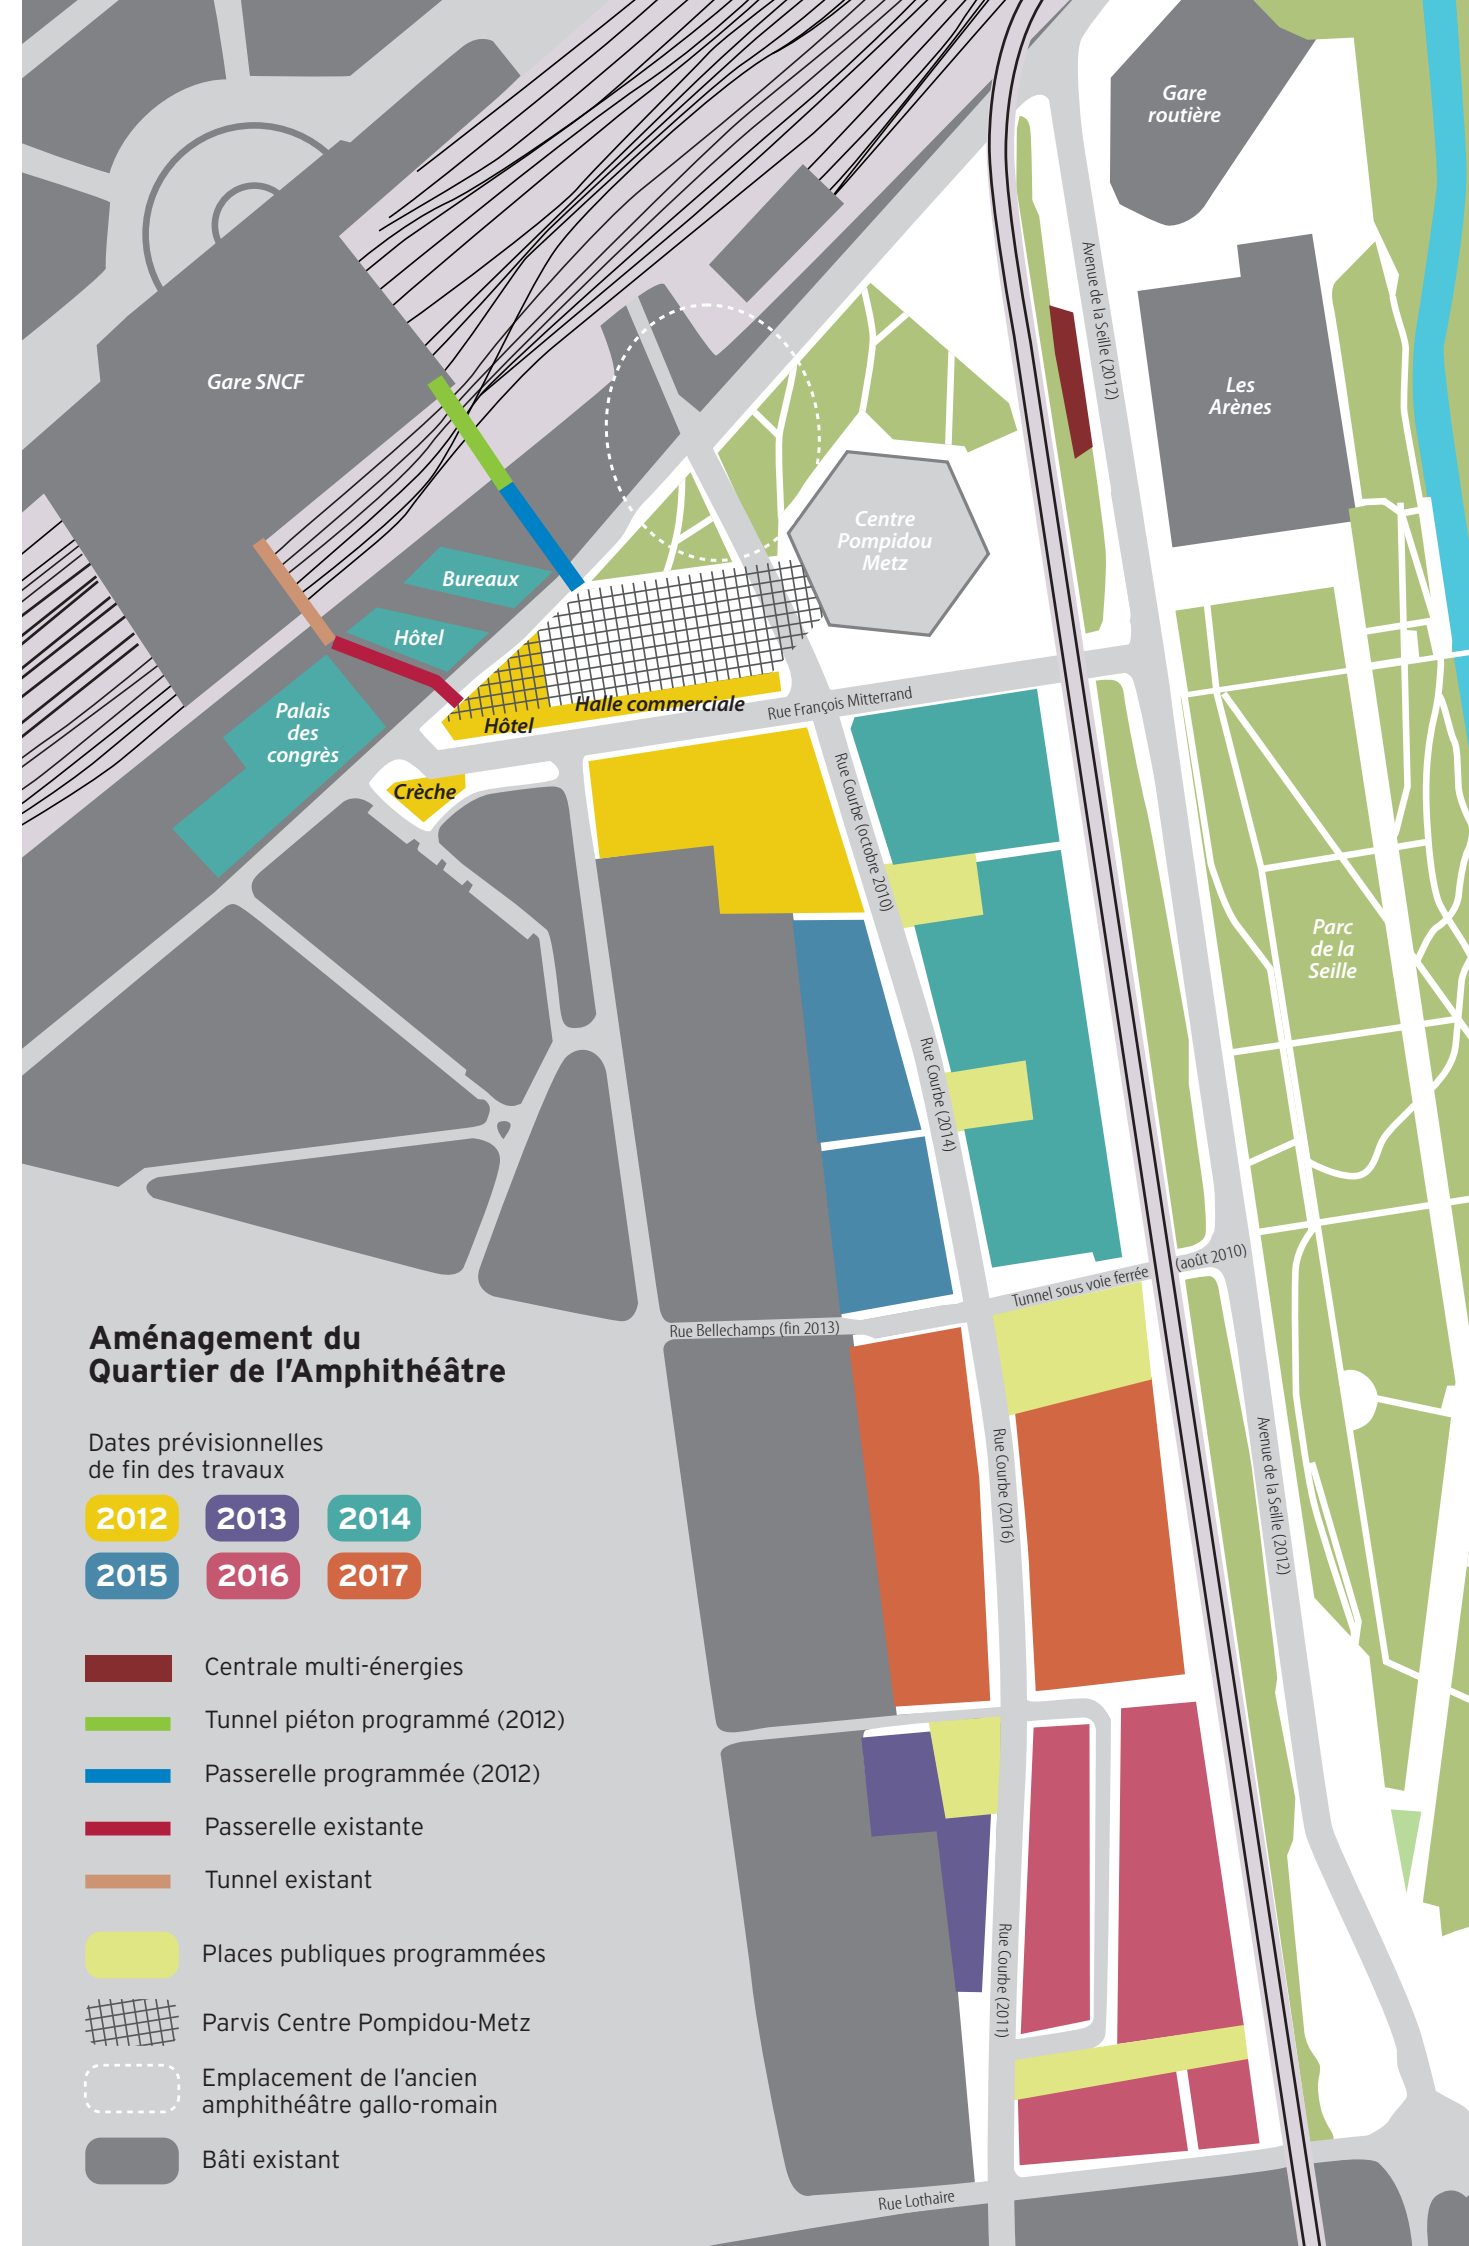 Gare
routière
Avenue de la Seille (2012)
Gare SNCF
Les
Arènes
Centre
Pompidou
Metz
Bureaux
Hôtel
Palais
des
congrès
Halle commerciale
Hôtel
Rue François Mitterrand
Crèche
Rue Courbe (octobre 2010)
Parc
de la
Seille
Rue Courbe (2014)
Tunnel sous voie ferrée
(août 2010)
Rue Bellechamps (fin 2013)
Aménagement du
Quartier de l'Amphithéâtre
Dates prévisionnelles
de fin des travaux
2012
2013
2014
2015
2016
2017
Rue Courbe (2016)
Avenue de la Seille (2012)
Centrale multi-énergies
Tunnel piéton programmé (2012)
Passerelle programmée (2012)
Passerelle existante
Tunnel existant
Places publiques programmées
Parvis Centre Pompidou-Metz
Emplacement de l'ancien
amphithéâtre gallo-romain
Bâti existant
Rue Courbe (2011)
Rue Lothaire